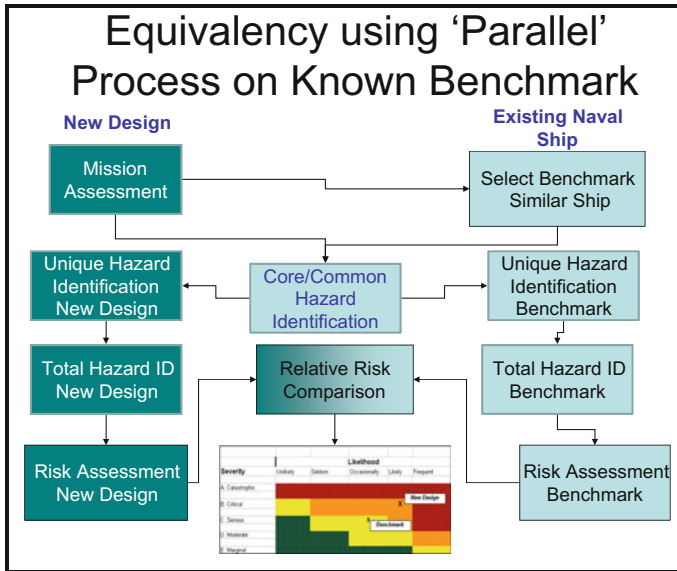 Equivalency using ‘Parallel’
Process on Known Benchmark
New Design
Existing Naval
Ship
Mission
Assessment
Select Benchmark
Similar Ship
Unique Hazard
Identification
New Design
Core/Common
Hazard
Identification
Unique Hazard
Identification
Benchmark
Total Hazard ID
New Design
Relative Risk
Comparison
Total Hazard ID
Benchmark
Risk Assessment
New Design
Risk Assessment
Benchmark
Likelihood
Severity Unlikely Seldom Occasionally Likely Frequent
A. Catastrophic
B. Critical X New Design
C. Serious X Benchmark
D. Moderate
E. Marginal